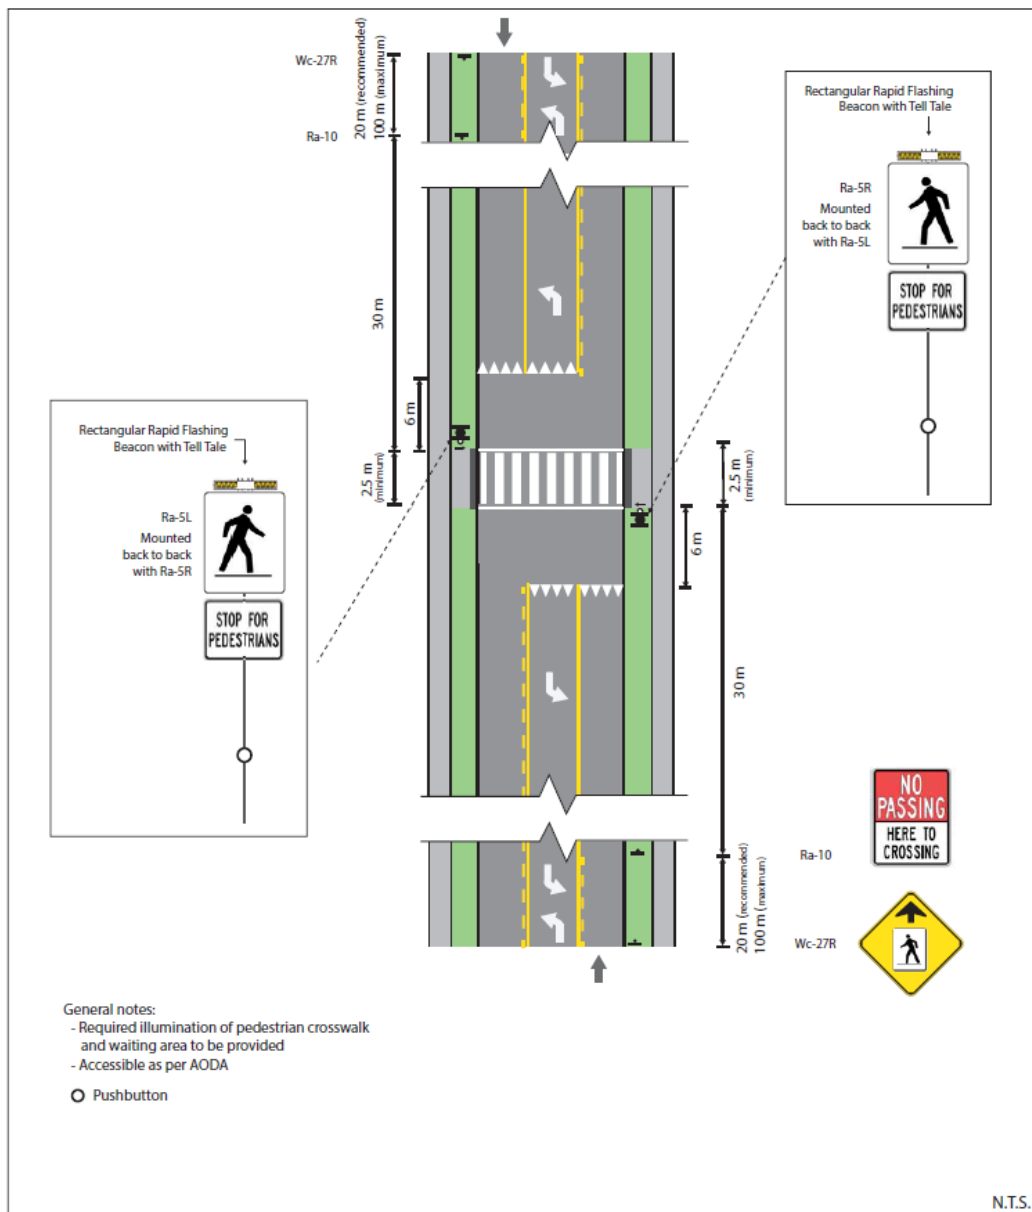 Wc-27R
20 m (recommended)
100 m (maximum)
Ra-10
30 m
6 m
2.5 m
(minimum)
Rectangular Rapid Flashing
Beacon with Tell Tale
Ra-5R
Mounted
back to back
with Ra-5L
STOP FOR
PEDESTRIANS
Rectangular Rapid Flashing
Beacon with Tell Tale
Ra-5L
Mounted
back to back
with Ra-5R
STOP FOR
PEDESTRIANS
2.5 m
(minimum)
6 m
30 m
20 m (recommended)
100 m (maximum)
Ra-10
NO
PASSING
HERE TO
CROSSING
Wc-27R
General notes:
- Required illumination of pedestrian crosswalk
and waiting area to be provided
- Accessible as per AODA
Pushbutton
N.T.S.